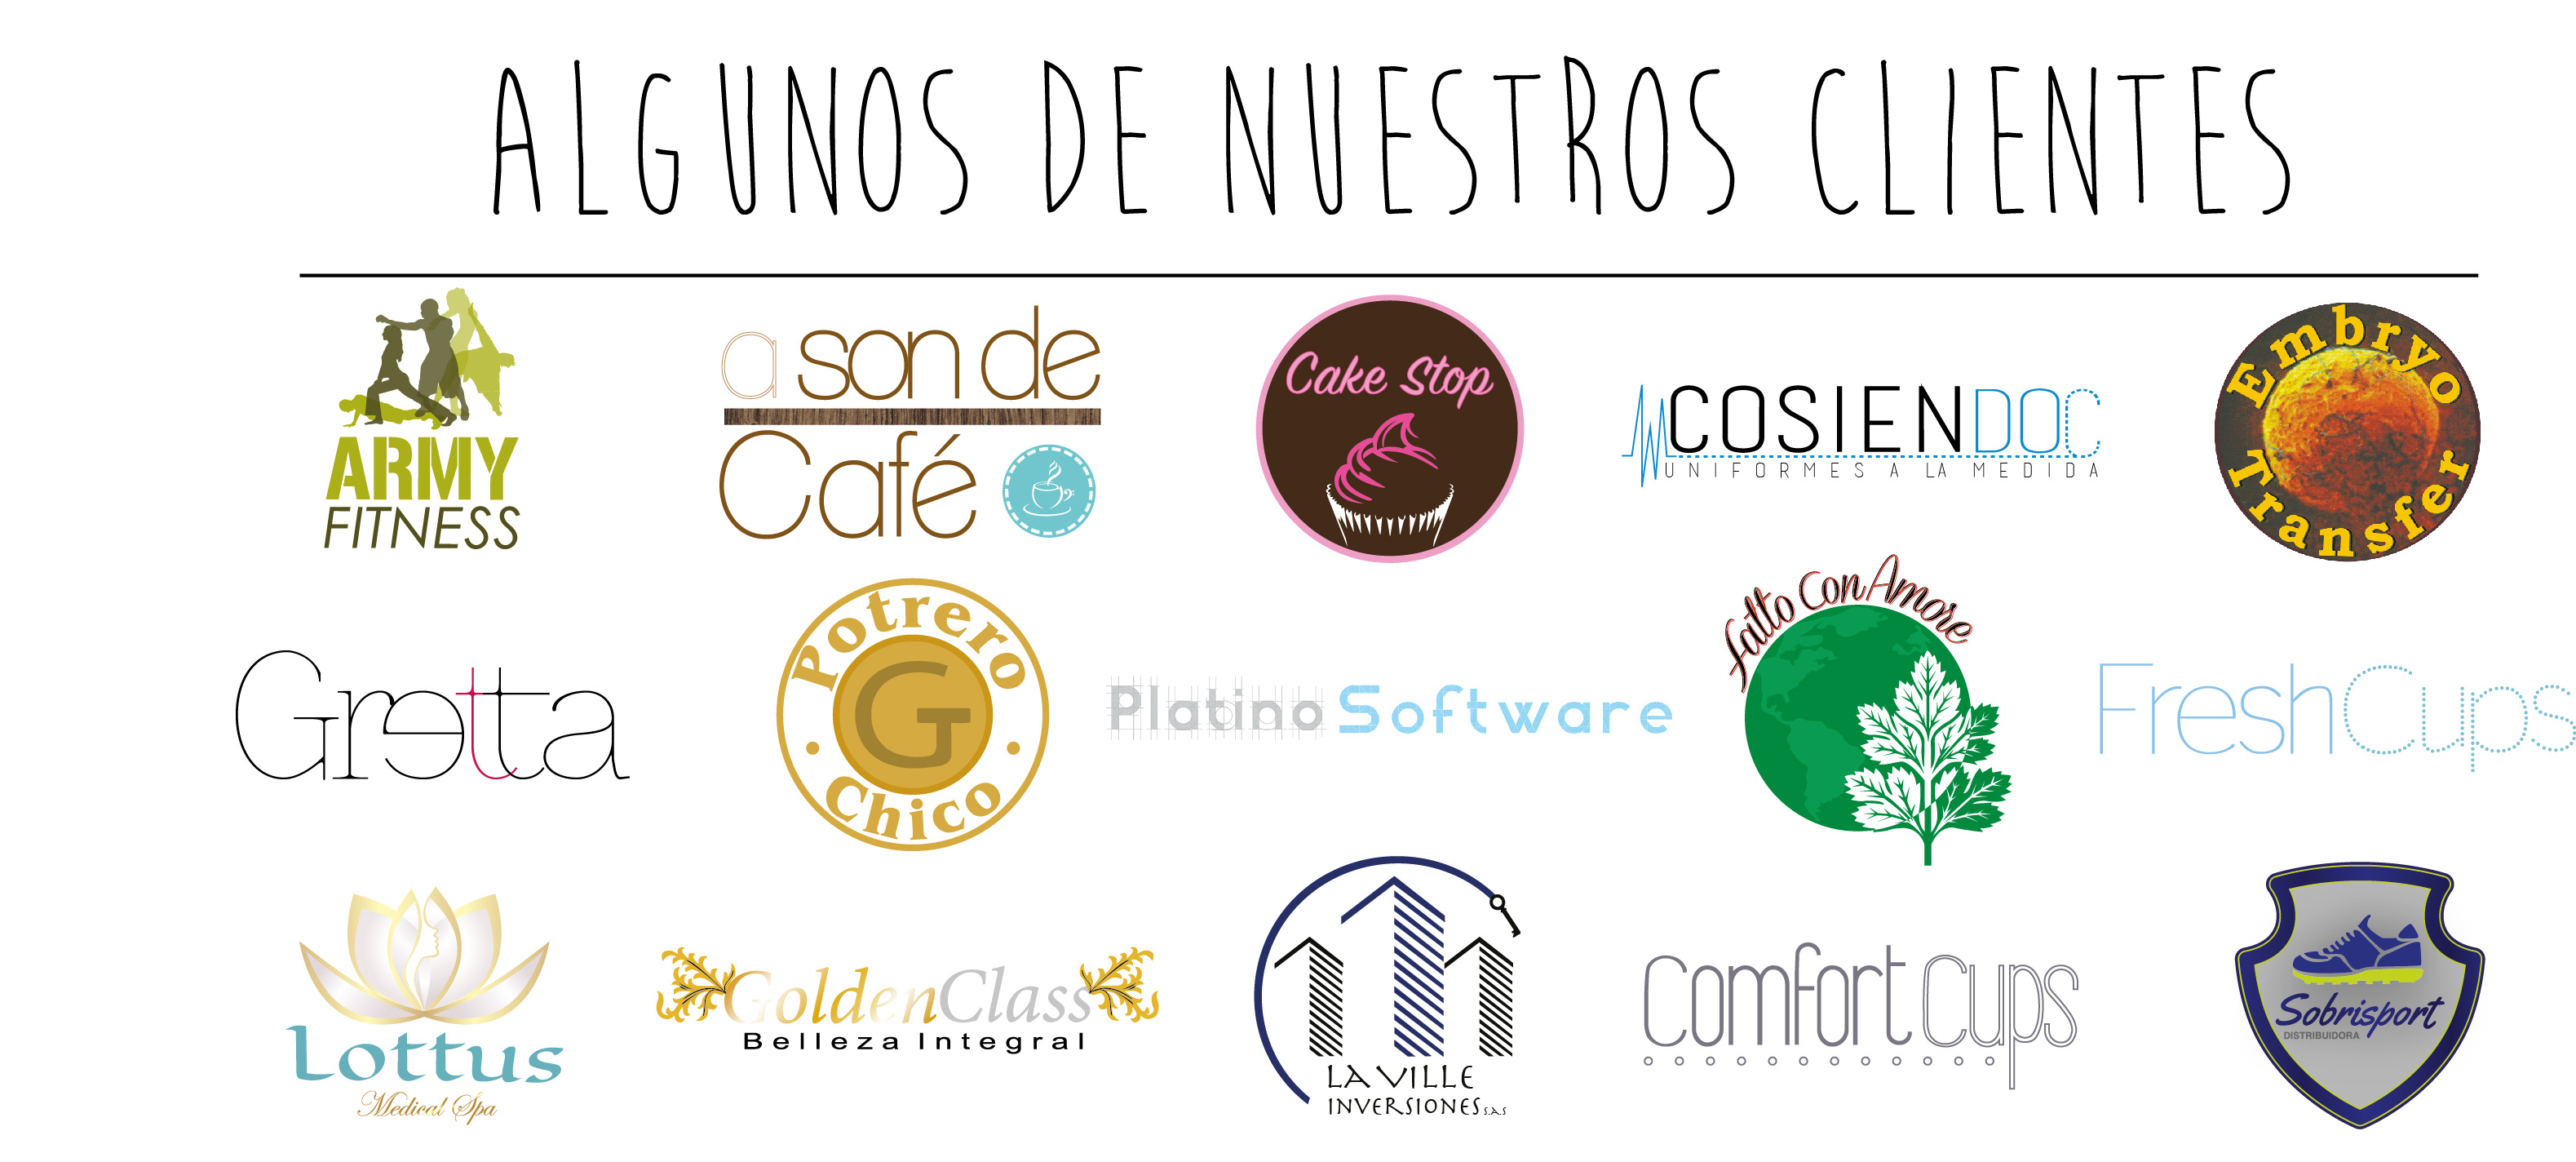 ALGUNOS DE NUESTROS CLIENTES
ARMY
FITNESS
a son de
Café
Cake Stop
COSIENDOC
UNIFORMES A LA MEDIDA
Embryo
Transfer
Gretta
Potrero
G
Chico
Platino Software
fatto Con Amore
FreshCups
Lottus
Medical Spa
GoldenClass
Belleza Integral
LA VILLE
INVERSIONES S.A.S
Comfort Cups
Sobrisport
DISTRIBUIDORA